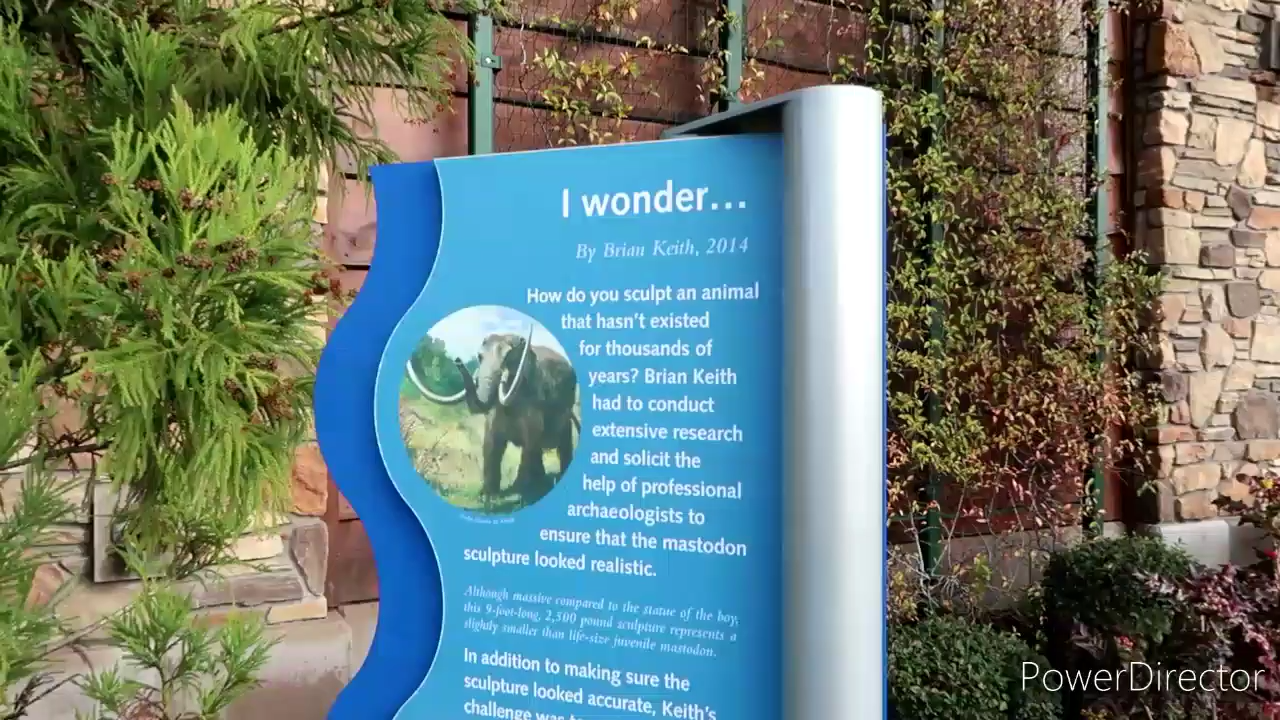 I wonder...
By Brian Keith, 2014
How do you sculpt an animal
that hasn't existed
for thousands of
years? Brian Keith
had to conduct
extensive research
and solicit the
help of professional
archaeologists to
ensure that the mastodon
sculpture looked realistic.
Although massive compared to the statue of the boy,
this 9-foot-long, 2,500 pound sculpture represents a
slightly smaller than life-size juvenile mastodon.
In addition to making sure the
sculpture looked accurate, Keith's
challenge was
PowerDirector